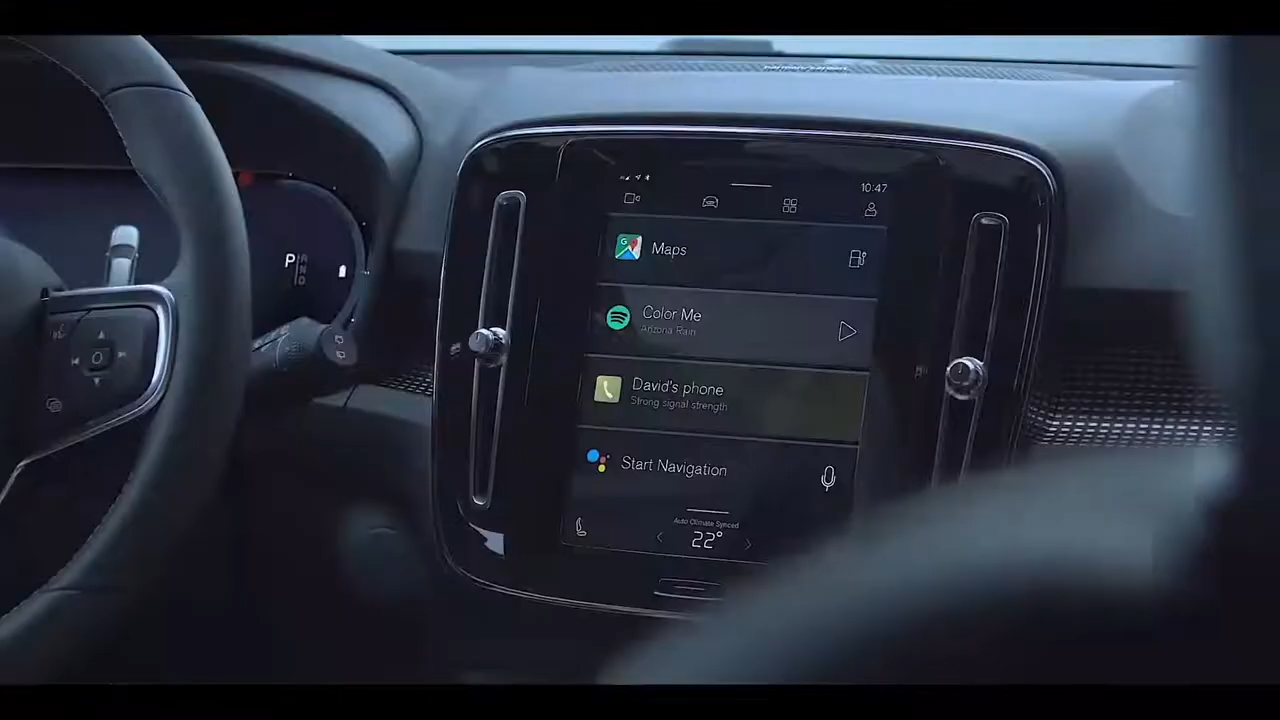 10:47
P
A
N
D
Maps
Color Me
Arizona Rain
David's phone
Strong signal strength
Start Navigation
Auto Climate Synced
22°